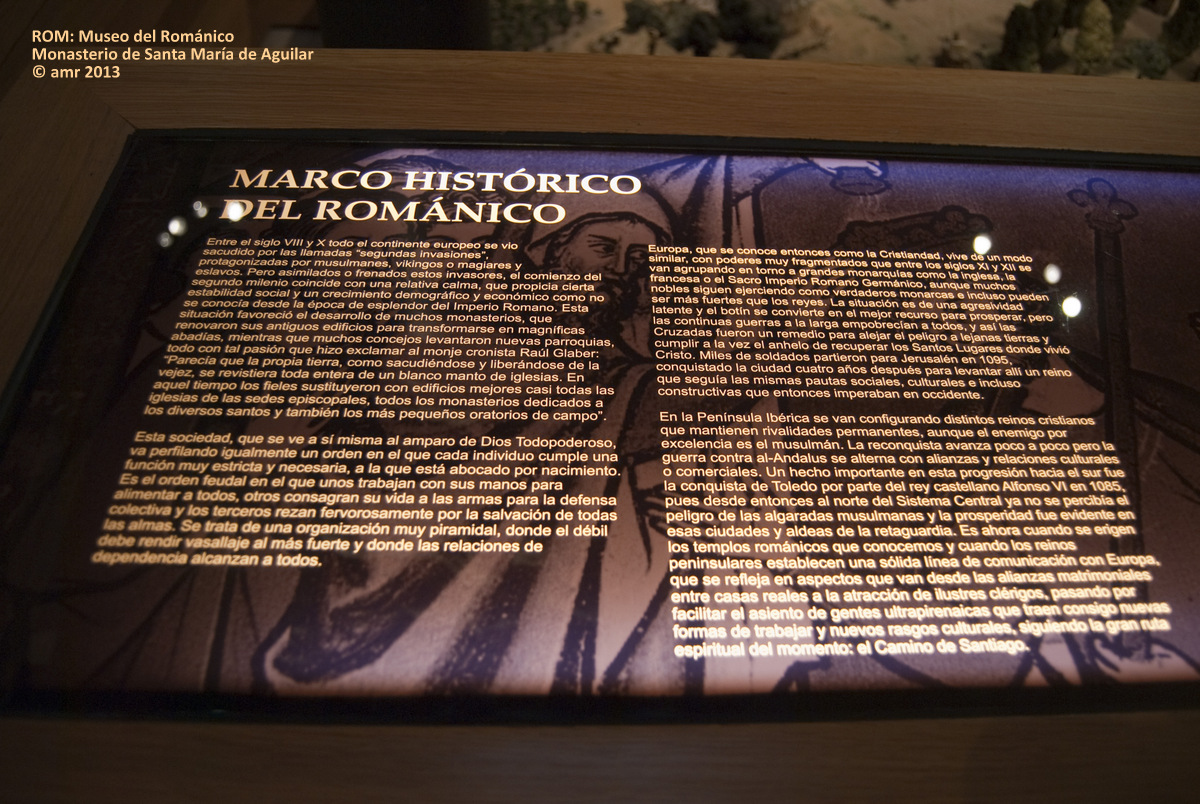 ROM: Museo del Románico
Monasterio de Santa María de Aguilar
© amr 2013
MARCO HISTÓRICO
DEL ROMÁNICO
Entre el siglo VIII y X todo el continente europeo se vio
sacudido por las llamadas "segundas invasiones",
protagonizadas por musulmanes, vikingos o magiares y
eslavos. Pero asimilados o frenados estos invasores, el comienzo del
segundo milenio coincide con una relativa calma, que propicia cierta
estabilidad social y un crecimiento demográfico y económico como no
se conocía desde la época de esplendor del Imperio Romano. Esta
situación favoreció el desarrollo de muchos monasterios, que
renovaron sus antiguos edificios para transformarse en magníficas
abadías, mientras que muchos concejos levantaron nuevas parroquias,
todo con tal pasión que hizo exclamar al monje cronista Raúl Glaber:
"Parecía que la propia tierra, como sacudiéndose y liberándose de la
vejez, se revistiera toda entera de un blanco manto de iglesias. En
aquel tiempo los fieles sustituyeron con edificios mejores casi todas las
iglesias de las sedes episcopales, todos los monasterios dedicados a
los diversos santos y también los más pequeños oratorios de campo".
Esta sociedad, que se ve a sí misma al amparo de Dios Todopoderoso,
va perfilando igualmente un orden en el que cada individuo cumple una
función muy estricta y necesaria, a la que está abocado por nacimiento.
Es el orden feudal en el que unos trabajan con sus manos para
alimentar a todos, otros consagran su vida a las armas para la defensa
colectiva y los terceros rezan fervorosamente por la salvación de todas
las almas. Se trata de una organización muy piramidal, donde el débil
debe rendir vasallaje al más fuerte y donde las relaciones de
dependencia alcanzan a todos.
Europa, que se conoce entonces como la Cristiandad, vive de un modo
similar, con poderes muy fragmentados que entre los siglos XI y XII se
van agrupando en torno a grandes monarquías como la inglesa, la
francesa o el Sacro Imperio Romano Germánico, aunque muchos
nobles siguen ejerciendo como verdaderos monarcas e incluso pueden
ser más fuertes que los reyes. La situación es de una agresividad
latente y el botín se convierte en el mejor recurso para prosperar, pero
las continuas guerras a la larga empobrecían a todos, y así las
Cruzadas fueron un remedio para alejar el peligro a lejanas tierras y
cumplir a la vez el anhelo de recuperar los Santos Lugares donde vivió
Cristo. Miles de soldados partieron para Jerusalén en 1095,
conquistado la ciudad cuatro años después para levantar allí un reino
que seguía las mismas pautas sociales, culturales e incluso
constructivas que entonces imperaban en occidente.
En la Península Ibérica se van configurando distintos reinos cristianos
que mantienen rivalidades permanentes, aunque el enemigo por
excelencia es el musulmán. La reconquista avanza poco a poco pero la
guerra contra al-Andalus se alterna con alianzas y relaciones culturales
o comerciales. Un hecho importante en esta progresión hacia el sur fue
la conquista de Toledo por parte del rey castellano Alfonso VI en 1085,
pues desde entonces al norte del Sistema Central ya no se percibía el
peligro de las algaradas musulmanas y la prosperidad fue evidente en
esas ciudades y aldeas de la retaguardia. Es ahora cuando se erigen
los templos románicos que conocemos y cuando los reinos
peninsulares establecen una sólida línea de comunicación con Europa,
que se refleja en aspectos que van desde las alianzas matrimoniales
entre casas reales a la atracción de ilustres clérigos, pasando por
facilitar el asiento de gentes ultrapirenaicas que traen consigo nuevas
formas de trabajar y nuevos rasgos culturales, siguiendo la gran ruta
espiritual del momento: el Camino de Santiago.